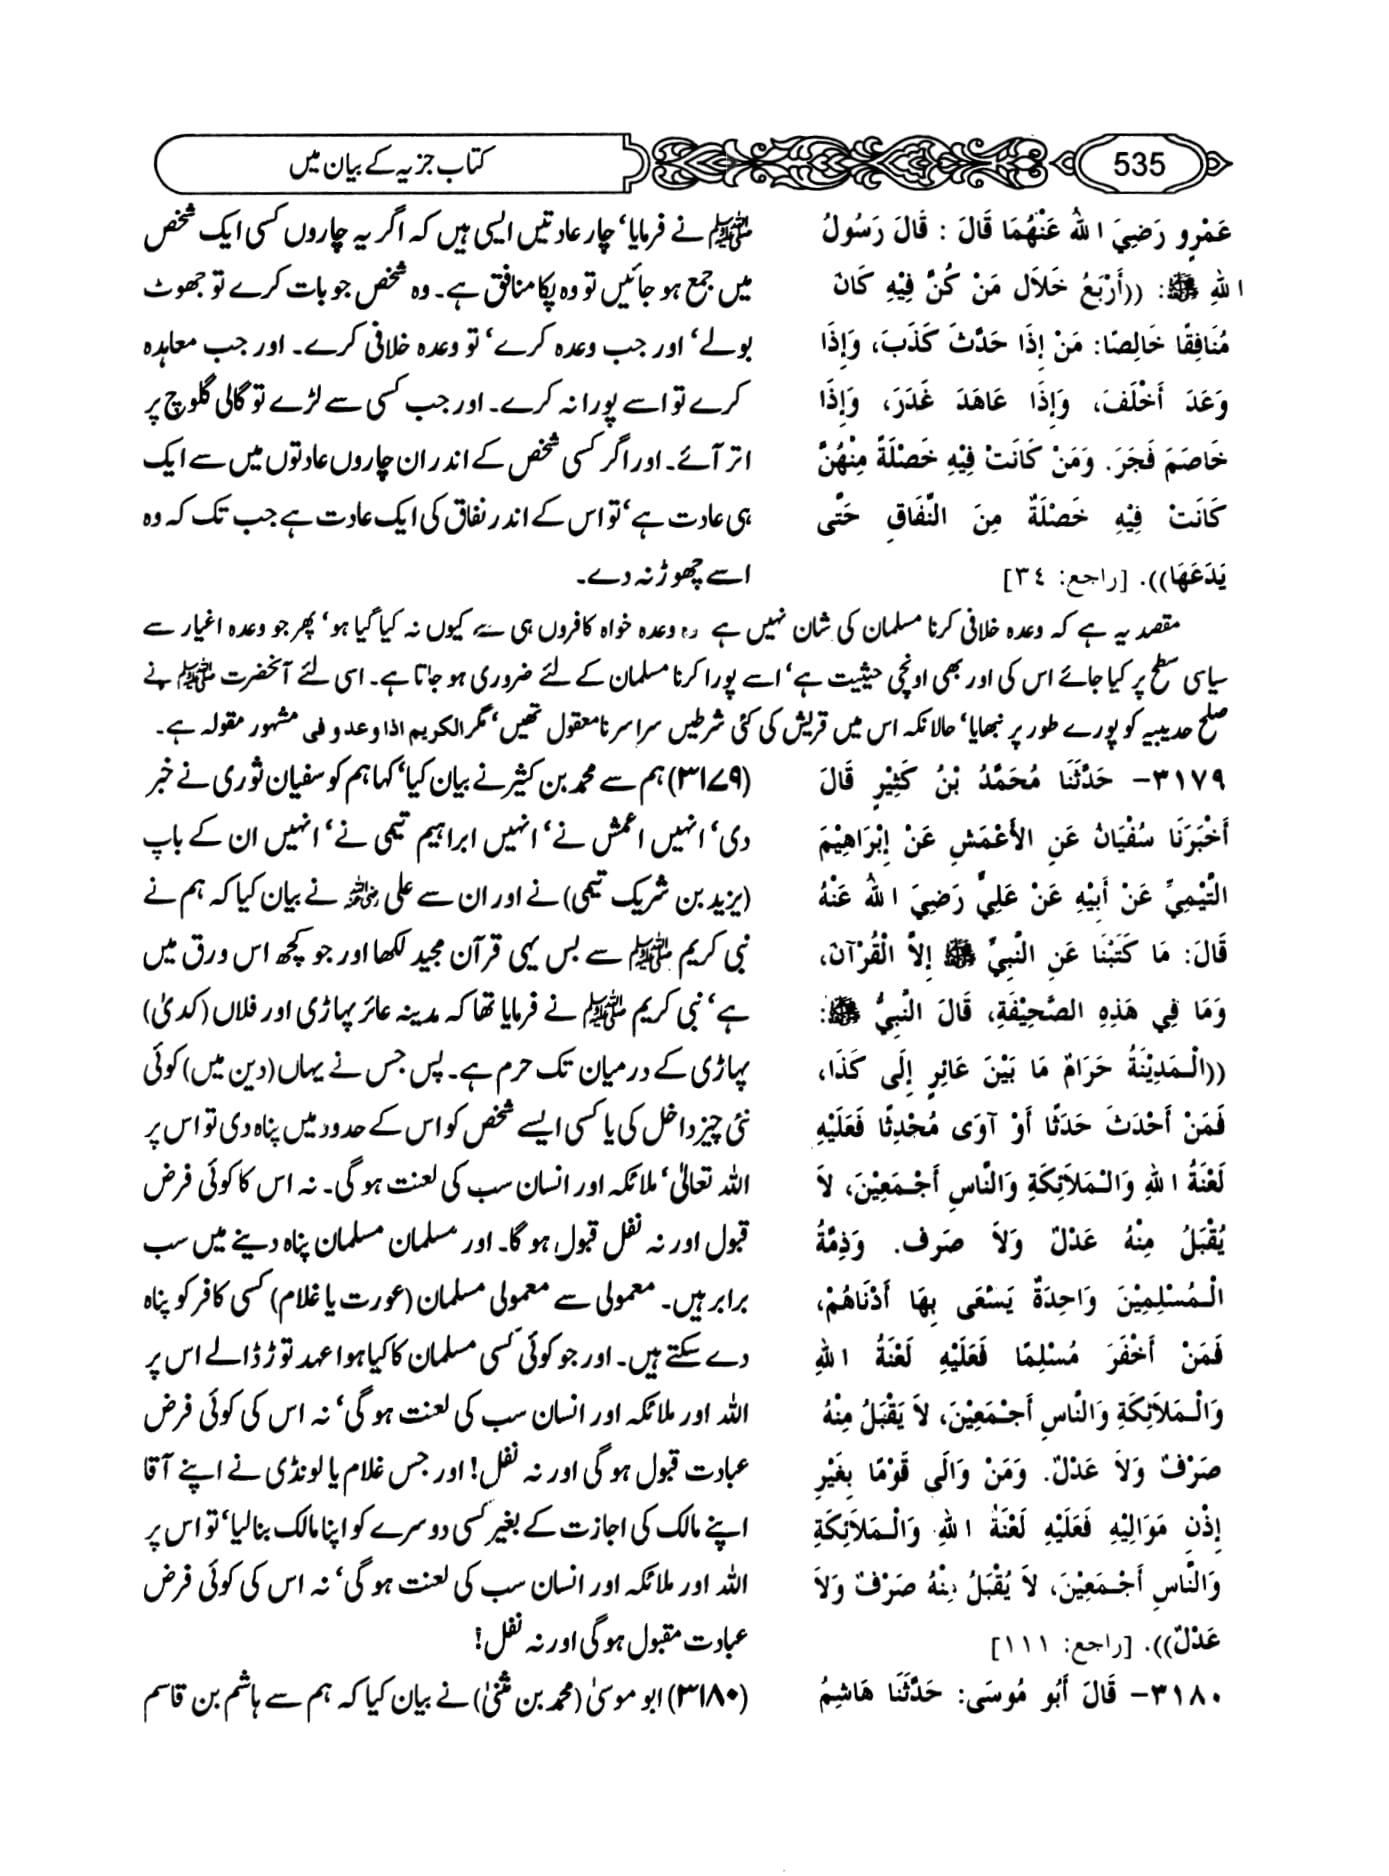 535
کتاب جزیہ کے بیان میں
عَمْرٍو رَضِيَ اللهُ عَنْهُمَا قَالَ : قَالَ رَسُولُ
اللهِ ﷺ: ((أَرْبَعُ خَلَالٍ مَنْ كُنَّ فِيْهِ كَانَ
مُنَافِقًا خَالِصًا: مَنْ إِذَا حَدَّثَ كَذَبَ، وَإِذَا
وَعَدَ أَخْلَفَ، وَإِذَا عَاهَدَ غَدَرَ، وَإِذَا
خَاصَمَ فَجَرَ. وَمَنْ كَانَتْ فِيْهِ خَصْلَةٌ مِنْهُنَّ
كَانَتْ فِيْهِ خَصْلَةٌ مِنَ النِّفَاقِ حَتَّى
يَدَعَهَا)). [راجع: ٣٤]
ﷺ نے فرمایا‘ چار عادتیں ایسی ہیں کہ اگر یہ چاروں کسی ایک شخص
میں جمع ہو جائیں تو وہ پکا منافق ہے۔ وہ شخص جو بات کرے تو جھوٹ
بولے‘ اور جب وعدہ کرے‘ تو وعدہ خلافی کرے۔ اور جب معاہدہ
کرے تو اسے پورا نہ کرے۔ اور جب کسی سے لڑے تو گالی گلوچ پر
اتر آئے۔ اور اگر کسی شخص کے اندر ان چاروں عادتوں میں سے ایک
ہی عادت ہے‘ تو اس کے اندر نفاق کی ایک عادت ہے جب تک کہ وہ
اسے چھوڑ نہ دے۔
مقصد یہ ہے کہ وعدہ خلافی کرنا مسلمان کی شان نہیں ہے وہ وعدہ خواہ کافروں ہی سے کیوں نہ کیا گیا ہو‘ پھر جو وعدہ اغیار سے
سیاسی سطح پر کیا جائے اس کی اور بھی اونچی حیثیت ہے‘ اسے پورا کرنا مسلمان کے لئے ضروری ہو جاتا ہے۔ اسی لئے آنحضرت ﷺ نے
صلح حدیبیہ کو پورے طور پر نبھایا‘ حالانکہ اس میں قریش کی کئی شرطیں سراسر نامعقول تھیں‘ مگر الکریم اذا وعد وفی مشہور مقولہ ہے۔
٣١٧٩- حَدَّثَنَا مُحَمَّدُ بْنُ كَثِيْرٍ قَالَ
أَخْبَرَنَا سُفْيَانُ عَنِ الأَعْمَشِ عَنْ إِبْرَاهِيْمَ
التَّيْمِيِّ عَنْ أَبِيْهِ عَنْ عَلِيٍّ رَضِيَ اللهُ عَنْهُ
قَالَ: مَا كَتَبْنَا عَنِ النَّبِيِّ ﷺ إِلاَّ الْقُرْآنَ،
وَمَا فِي هَذِهِ الصَّحِيْفَةِ، قَالَ النَّبِيُّ ﷺ:
((الْـمَدِيْنَةُ حَرَامٌ مَا بَيْنَ عَائِرٍ إِلَى كَذَا،
فَمَنْ أَحْدَثَ حَدَثًا أَوْ آوَى مُحْدِثًا فَعَلَيْهِ
لَعْنَةُ اللهِ وَالْـمَلاَئِكَةِ وَالنَّاسِ أَجْـمَعِيْنَ، لاَ
يُقْبَلُ مِنْهُ عَدْلٌ وَلاَ صَرف. وَذِمَّةُ
الْـمُسْلِمِيْنَ وَاحِدَةٌ يَسْعَى بِهَا أَدْنَاهُمْ،
فَمَنْ أَخْفَرَ مُسْلِمًا فَعَلَيْهِ لَعْنَةُ اللهِ
وَالْـمَلاَئِكَةِ وَالنَّاسِ أَجْـمَعِيْنَ، لاَ يَقْبَلُ مِنْهُ
صَرْفٌ وَلاَ عَدْلٌ. وَمَنْ وَالَى قَوْمًا بِغَيْرِ
إِذْنِ مَوَالِيْهِ فَعَلَيْهِ لَعْنَةُ اللهِ وَالْـمَلاَئِكَةِ
وَالنَّاسِ أَجْـمَعِيْنَ، لاَ يُقْبَلُ مِنْهُ صَرْفٌ وَلاَ
عَدْلٌ)). [راجع: ١١١]
(۳۱۷۹) ہم سے محمد بن کثیر نے بیان کیا‘ کہا ہم کو سفیان ثوری نے خبر
دی‘ انہیں اعمش نے‘ انہیں ابراہیم تیمی نے‘ انہیں ان کے باپ
(یزید بن شریک تیمی) نے اور ان سے علی رضی اللہ عنہ نے بیان کیا کہ ہم نے
نبی کریم ﷺ سے بس یہی قرآن مجید لکھا اور جو کچھ اس ورق میں
ہے‘ نبی کریم ﷺ نے فرمایا تھا کہ مدینہ عائر پہاڑی اور فلاں (کدیٰ)
پہاڑی کے درمیان تک حرم ہے۔ پس جس نے یہاں (دین میں) کوئی
نئی چیز داخل کی یا کسی ایسے شخص کو اس کے حدود میں پناہ دی تو اس پر
اللہ تعالیٰ‘ ملائکہ اور انسان سب کی لعنت ہو گی۔ نہ اس کا کوئی فرض
قبول اور نہ نفل قبول ہو گا۔ اور مسلمان مسلمان پناہ دینے میں سب
برابر ہیں۔ معمولی سے معمولی مسلمان (عورت یا غلام) کسی کافر کو پناہ
دے سکتے ہیں۔ اور جو کوئی کسی مسلمان کا کیا ہوا عہد توڑ ڈالے اس پر
اللہ اور ملائکہ اور انسان سب کی لعنت ہو گی‘ نہ اس کی کوئی فرض
عبادت قبول ہو گی اور نہ نفل! اور جس غلام یا لونڈی نے اپنے آقا
اپنے مالک کی اجازت کے بغیر کسی دوسرے کو اپنا مالک بنا لیا‘ تو اس پر
اللہ اور ملائکہ اور انسان سب کی لعنت ہو گی‘ نہ اس کی کوئی فرض
عبادت مقبول ہو گی اور نہ نفل!
٣١٨٠- قَالَ أَبُو مُوسَى: حَدَّثَنَا هَاشِمُ
(۳۱۸۰) ابو موسیٰ (محمد بن مثنیٰ) نے بیان کیا کہ ہم سے ہاشم بن قاسم